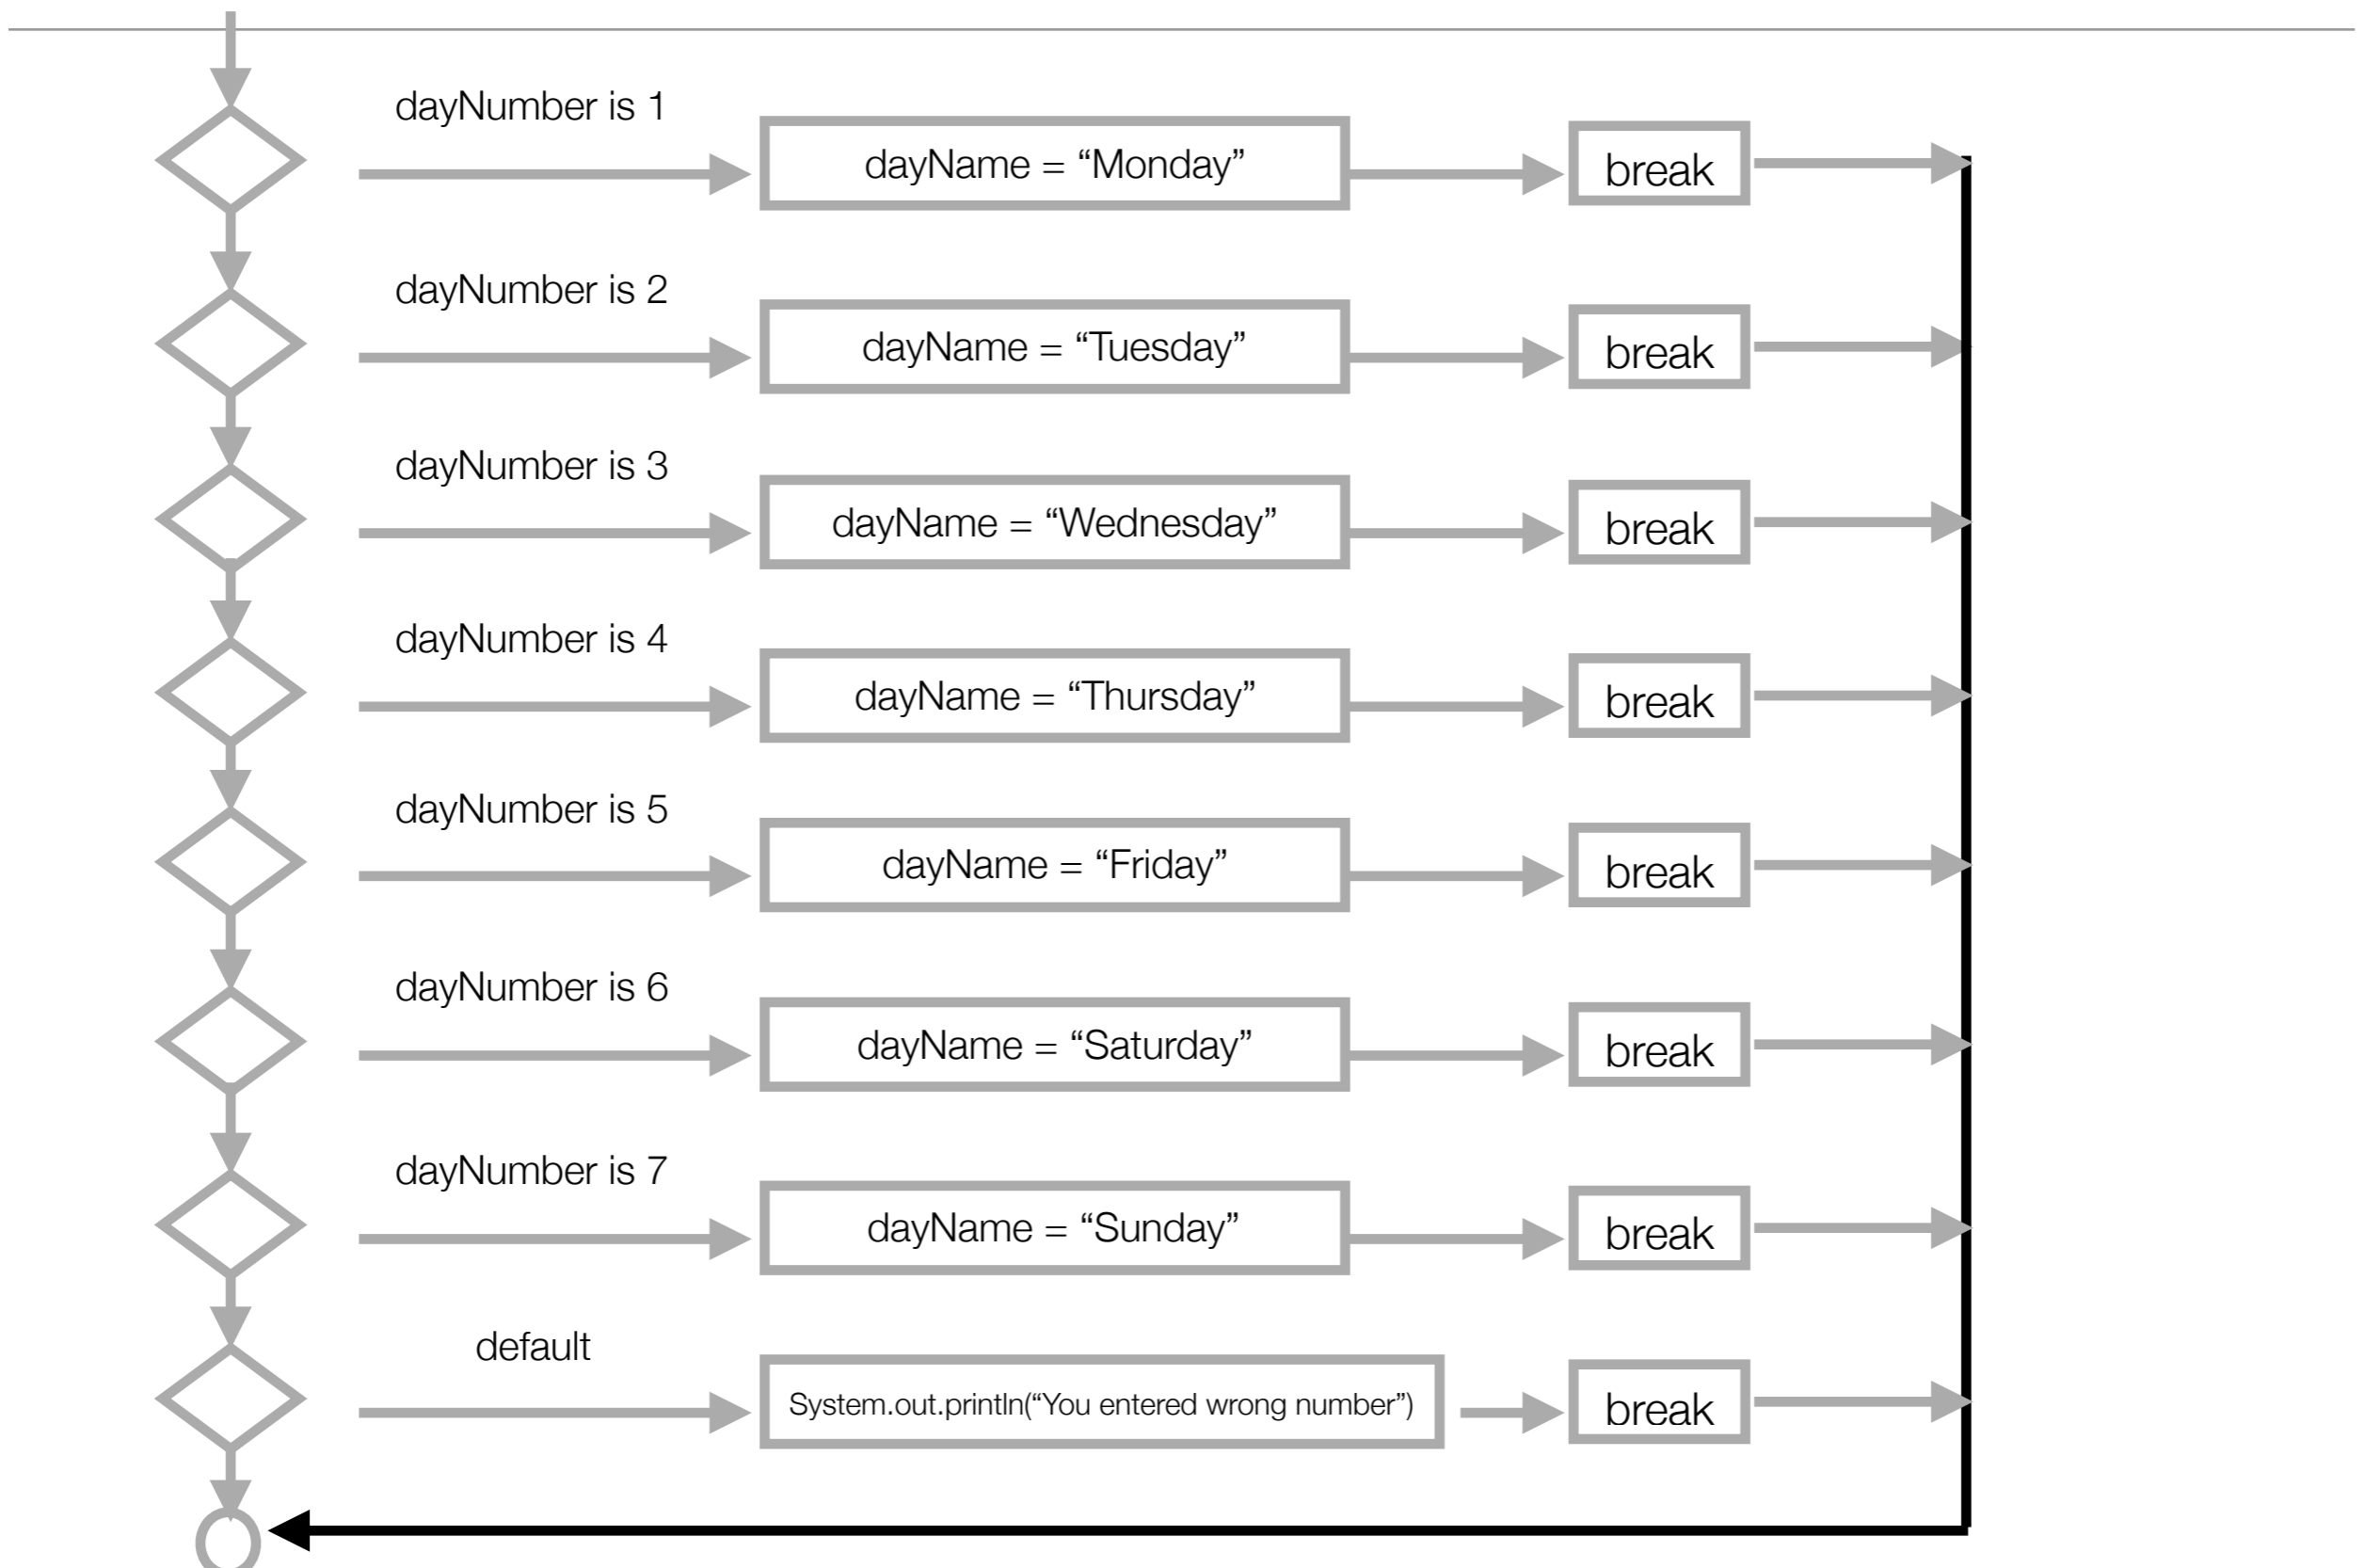 dayNumber is 1
dayName = “Monday”
break
dayNumber is 2
dayName = “Tuesday”
break
dayNumber is 3
dayName = “Wednesday”
break
dayNumber is 4
dayName = “Thursday”
break
dayNumber is 5
dayName = “Friday”
break
dayNumber is 6
dayName = “Saturday”
break
dayNumber is 7
dayName = “Sunday”
break
default
System.out.println(“You entered wrong number”)
break